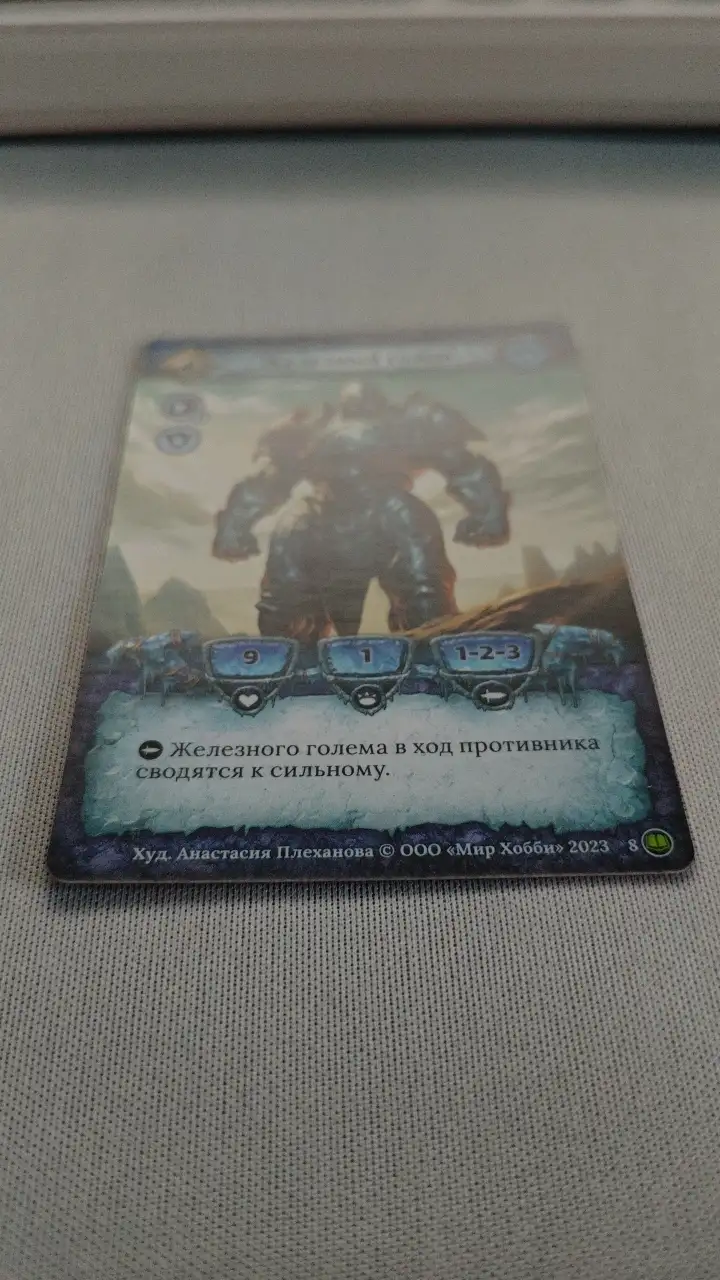 9
1
1-2-3
Железного голема в ход противника
сводятся к сильному.
Худ. Анастасия Плеханова © ООО «Мир Хобби» 2023 8